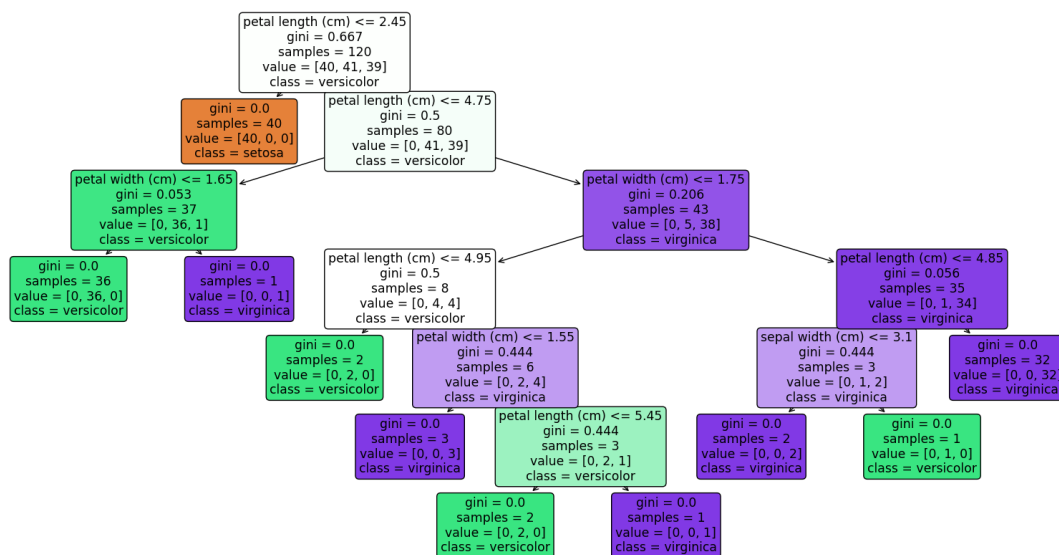 petal length (cm) <= 2.45
gini = 0.667
samples = 120
value = [40, 41, 39]
class = versicolor
gini = 0.0
samples = 40
value = [40, 0, 0]
class = setosa
petal length (cm) <= 4.75
gini = 0.5
samples = 80
value = [0, 41, 39]
class = versicolor
petal width (cm) <= 1.65
gini = 0.053
samples = 37
value = [0, 36, 1]
class = versicolor
petal width (cm) <= 1.75
gini = 0.206
samples = 43
value = [0, 5, 38]
class = virginica
gini = 0.0
samples = 36
value = [0, 36, 0]
class = versicolor
gini = 0.0
samples = 1
value = [0, 0, 1]
class = virginica
petal length (cm) <= 4.95
gini = 0.5
samples = 8
value = [0, 4, 4]
class = versicolor
petal length (cm) <= 4.85
gini = 0.056
samples = 35
value = [0, 1, 34]
class = virginica
gini = 0.0
samples = 2
value = [0, 2, 0]
class = versicolor
petal width (cm) <= 1.55
gini = 0.444
samples = 6
value = [0, 2, 4]
class = virginica
sepal width (cm) <= 3.1
gini = 0.444
samples = 3
value = [0, 1, 2]
class = virginica
gini = 0.0
samples = 32
value = [0, 0, 32]
class = virginica
gini = 0.0
samples = 3
value = [0, 0, 3]
class = virginica
petal length (cm) <= 5.45
gini = 0.444
samples = 3
value = [0, 2, 1]
class = versicolor
gini = 0.0
samples = 2
value = [0, 0, 2]
class = virginica
gini = 0.0
samples = 1
value = [0, 1, 0]
class = versicolor
gini = 0.0
samples = 2
value = [0, 2, 0]
class = versicolor
gini = 0.0
samples = 1
value = [0, 0, 1]
class = virginica